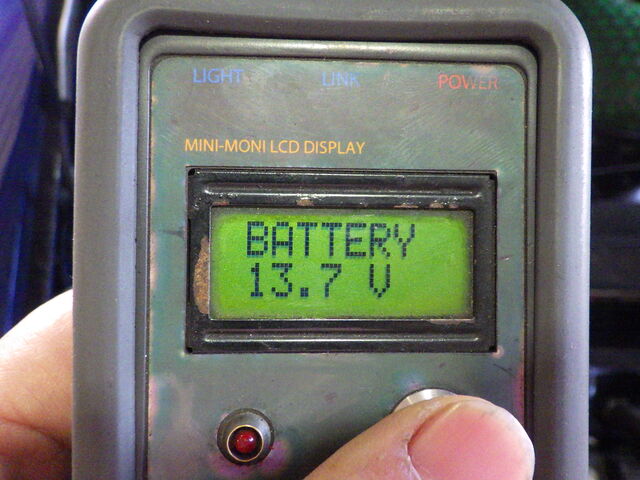 LIGHT LINK POWER
MINI-MONI LCD DISPLAY
BATTERY
13.7 V